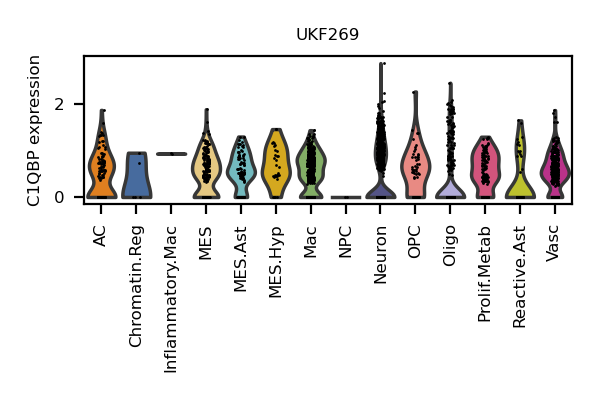 UKF269
C1QBP expression
2
0
AC
Chromatin.Reg
Inflammatory.Mac
MES
MES.Ast
MES.Hyp
Mac
NPC
Neuron
OPC
Oligo
Prolif.Metab
Reactive.Ast
Vasc